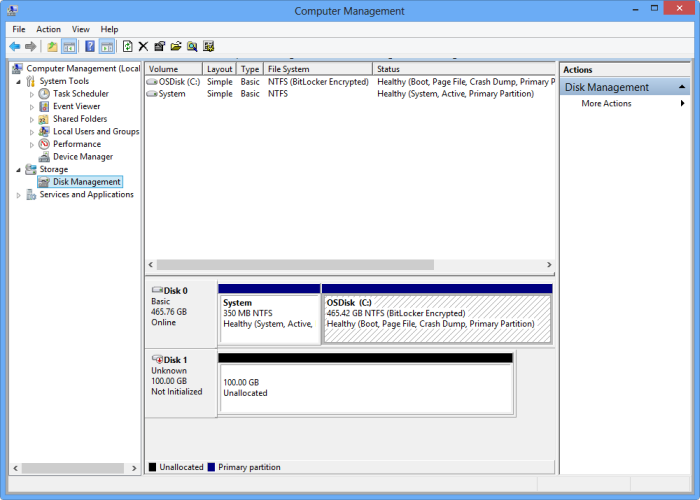 Computer Management
File Action View Help
Computer Management (Local
System Tools
Task Scheduler
Event Viewer
Shared Folders
Local Users and Groups
Performance
Device Manager
Storage
Disk Management
Services and Applications
Volume Layout Type File System Status
OSDisk (C:) Simple Basic NTFS (BitLocker Encrypted) Healthy (Boot, Page File, Crash Dump, Primary P
System Simple Basic NTFS Healthy (System, Active, Primary Partition)
Disk 0
Basic
465.76 GB
Online
System
350 MB NTFS
Healthy (System, Active,
OSDisk (C:)
465.42 GB NTFS (BitLocker Encrypted)
Healthy (Boot, Page File, Crash Dump, Primary Partition)
Disk 1
Unknown
100.00 GB
Not Initialized
100.00 GB
Unallocated
Unallocated Primary partition
Actions
Disk Management
More Actions